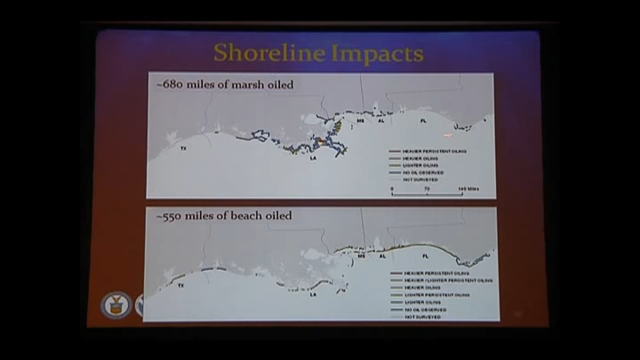 Shoreline Impacts
~680 miles of marsh oiled
TX
LA
MS
AL
FL
HEAVIER PERSISTENT OILING
HEAVIER OILING
LIGHTER OILING
NO OIL OBSERVED
NOT SURVEYED
0 70 140 Miles
~550 miles of beach oiled
TX
LA
MS
AL
FL
HEAVIER PERSISTENT OILING
HEAVIER / LIGHTER PERSISTENT OILING
HEAVIER OILING
LIGHTER PERSISTENT OILING
LIGHTER OILING
NO OIL OBSERVED
NOT SURVEYED